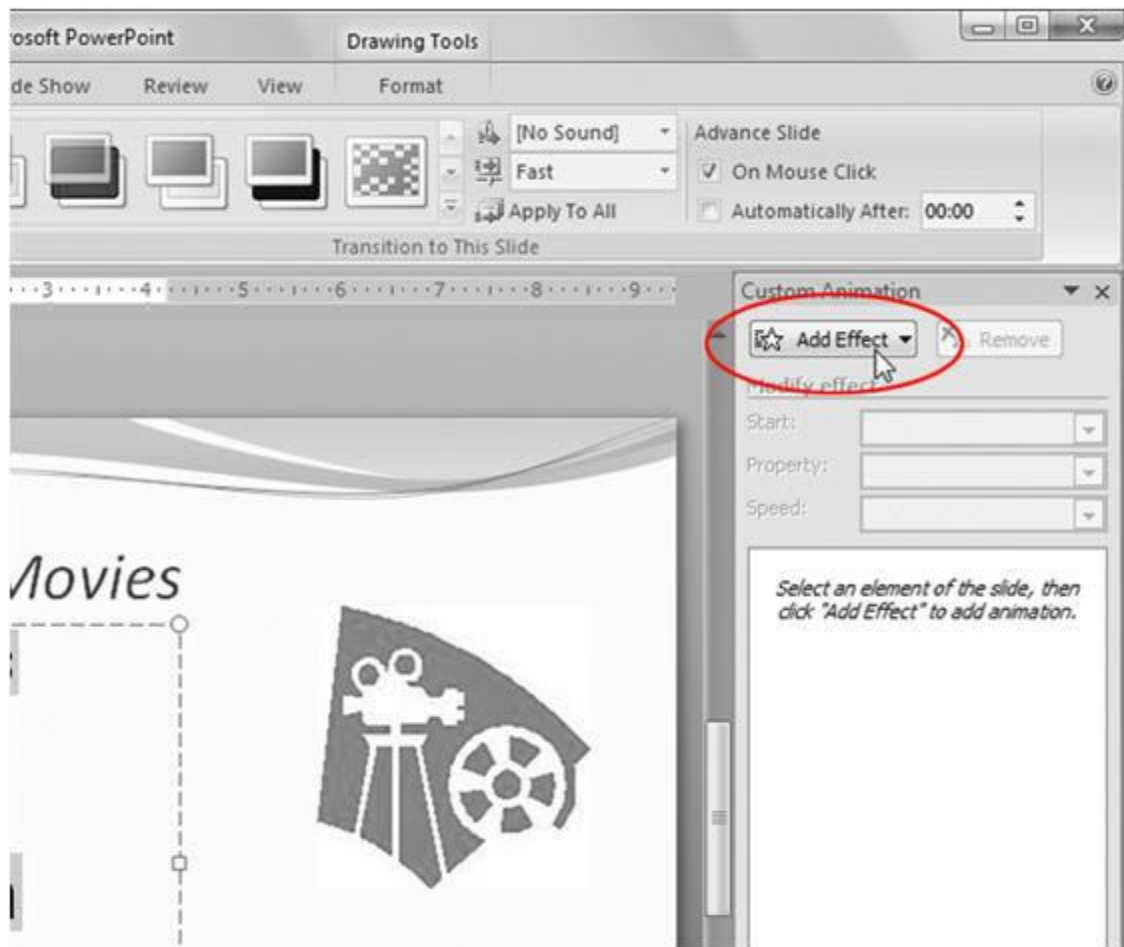 osoft PowerPoint
Drawing Tools
de Show Review View Format
[No Sound]
Fast
Apply To All
Advance Slide
On Mouse Click
Automatically After: 00:00
Transition to This Slide
3 4 5 6 7 8 9
Custom Animation
Add Effect Remove
Modify effect
Start:
Property:
Speed:
Select an element of the slide, then
click "Add Effect" to add animation.
Movies